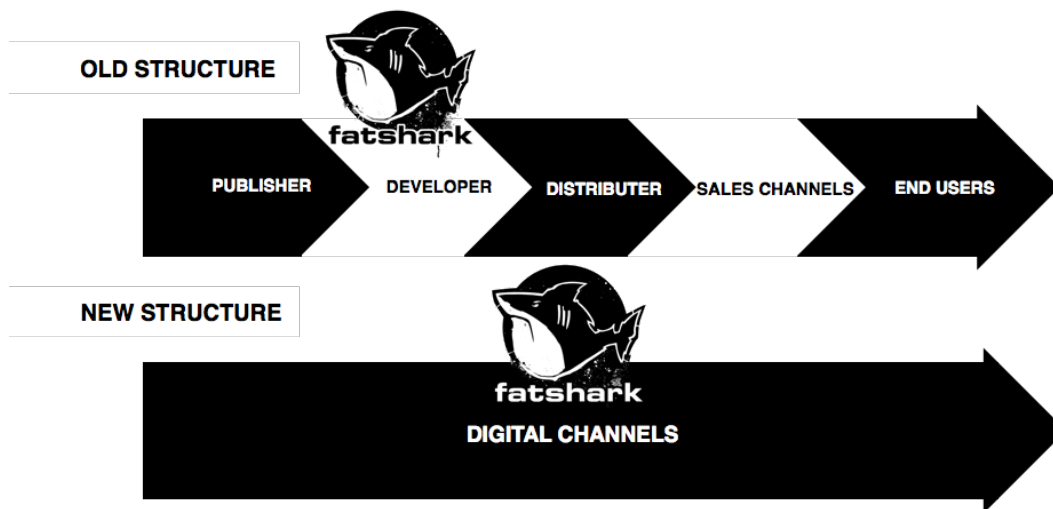 OLD STRUCTURE
fatshark
PUBLISHER
DEVELOPER
DISTRIBUTER
SALES CHANNELS
END USERS
NEW STRUCTURE
fatshark
DIGITAL CHANNELS